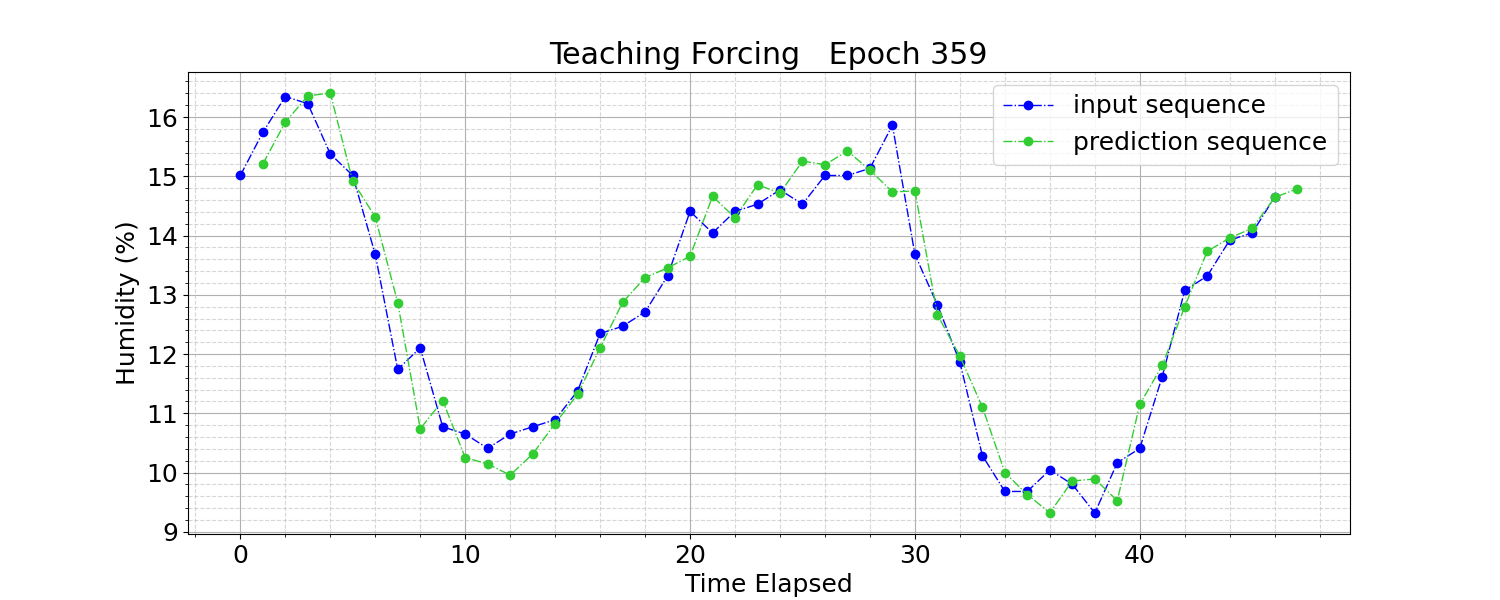 Teaching Forcing   Epoch 359
input sequence
prediction sequence
Humidity (%)
16
15
14
13
12
11
10
9
0 10 20 30 40
Time Elapsed